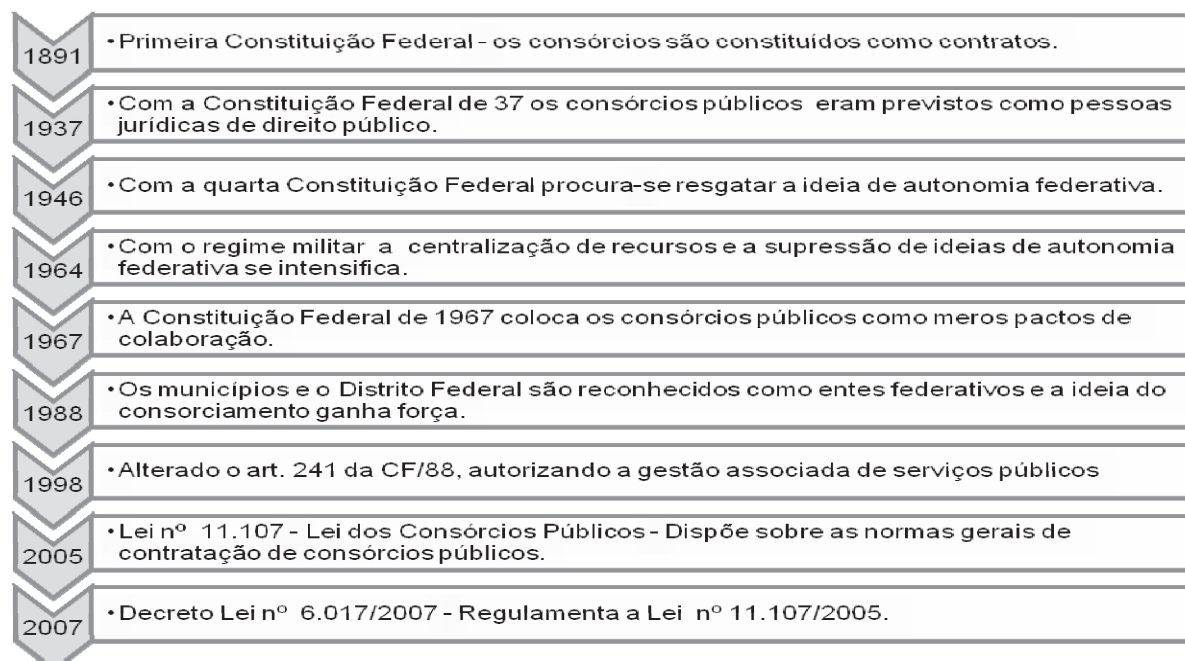 1891
• Primeira Constituição Federal - os consórcios são constituídos como contratos.
1937
• Com a Constituição Federal de 37 os consórcios públicos eram previstos como pessoas
jurídicas de direito público.
1946
• Com a quarta Constituição Federal procura-se resgatar a ideia de autonomia federativa.
1964
• Com o regime militar a centralização de recursos e a supressão de ideias de autonomia
federativa se intensifica.
1967
• A Constituição Federal de 1967 coloca os consórcios públicos como meros pactos de
colaboração.
1988
• Os municípios e o Distrito Federal são reconhecidos como entes federativos e a ideia do
consorciamento ganha força.
1998
• Alterado o art. 241 da CF/88, autorizando a gestão associada de serviços públicos
2005
• Lei nº 11.107 - Lei dos Consórcios Públicos - Dispõe sobre as normas gerais de
contratação de consórcios públicos.
2007
• Decreto Lei nº 6.017/2007 - Regulamenta a Lei nº 11.107/2005.